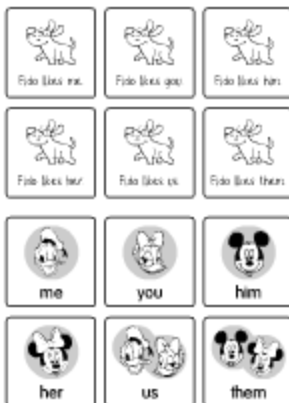 Fido likes me
Fido likes you
Fido likes him
Fido likes her
Fido likes us
Fido likes them
me
you
him
her
us
them